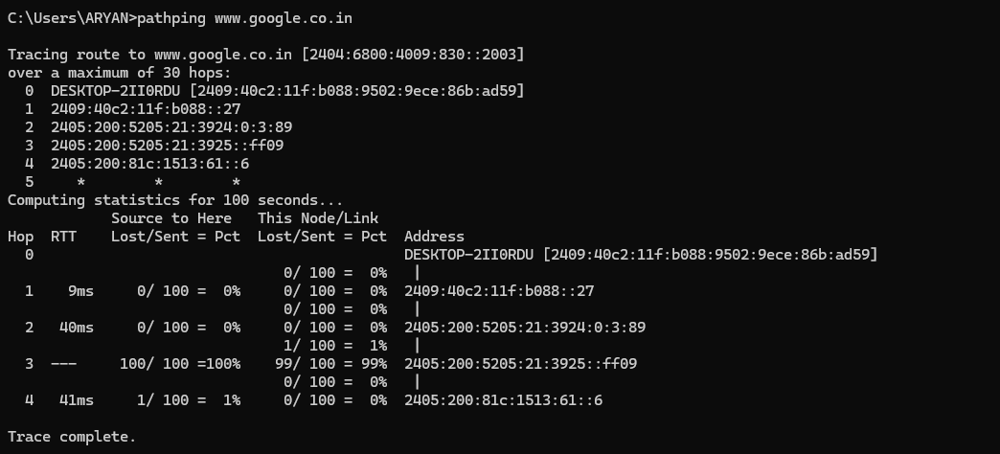 C:\Users\ARYAN>pathping www.google.co.in

Tracing route to www.google.co.in [2404:6800:4009:830::2003]
over a maximum of 30 hops:
  0  DESKTOP-2II0RDU [2409:40c2:11f:b088:9502:9ece:86b:ad59]
  1  2409:40c2:11f:b088::27
  2  2405:200:5205:21:3924:0:3:89
  3  2405:200:5205:21:3925::ff09
  4  2405:200:81c:1513:61::6
  5     *        *        *
Computing statistics for 100 seconds...
            Source to Here   This Node/Link
Hop  RTT    Lost/Sent = Pct  Lost/Sent = Pct  Address
  0                                           DESKTOP-2II0RDU [2409:40c2:11f:b088:9502:9ece:86b:ad59]
                                0/ 100 =  0%   |
  1    9ms     0/ 100 =  0%     0/ 100 =  0%  2409:40c2:11f:b088::27
                                0/ 100 =  0%   |
  2   40ms     0/ 100 =  0%     0/ 100 =  0%  2405:200:5205:21:3924:0:3:89
                                1/ 100 =  1%   |
  3  ---     100/ 100 =100%    99/ 100 = 99%  2405:200:5205:21:3925::ff09
                                0/ 100 =  0%   |
  4   41ms     1/ 100 =  1%     0/ 100 =  0%  2405:200:81c:1513:61::6

Trace complete.